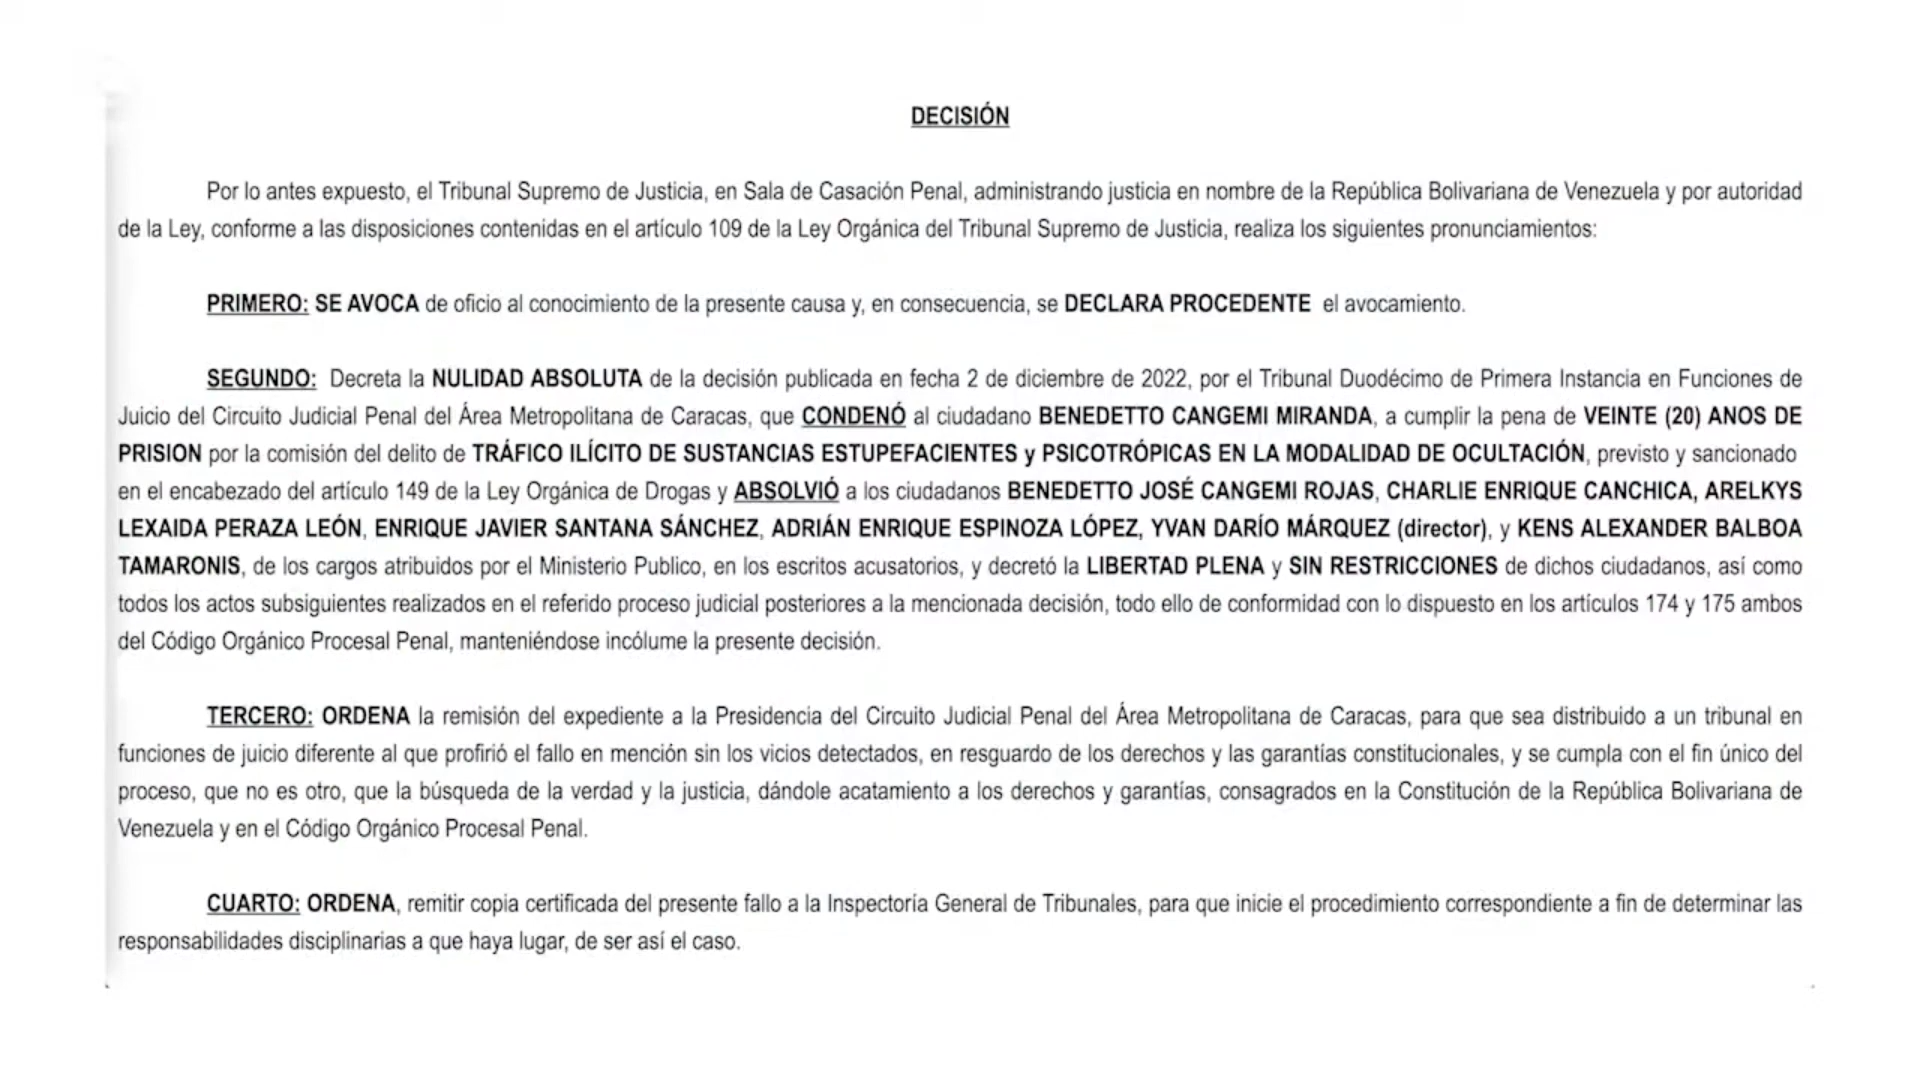 DECISIÓN
Por lo antes expuesto, el Tribunal Supremo de Justicia, en Sala de Casación Penal, administrando justicia en nombre de la República Bolivariana de Venezuela y por autoridad
de la Ley, conforme a las disposiciones contenidas en el artículo 109 de la Ley Orgánica del Tribunal Supremo de Justicia, realiza los siguientes pronunciamientos:
PRIMERO: SE AVOCA de oficio al conocimiento de la presente causa y, en consecuencia, se DECLARA PROCEDENTE el avocamiento.
SEGUNDO: Decreta la NULIDAD ABSOLUTA de la decisión publicada en fecha 2 de diciembre de 2022, por el Tribunal Duodécimo de Primera Instancia en Funciones de
Juicio del Circuito Judicial Penal del Área Metropolitana de Caracas, que CONDENÓ al ciudadano BENEDETTO CANGEMI MIRANDA, a cumplir la pena de VEINTE (20) ANOS DE
PRISION por la comisión del delito de TRÁFICO ILÍCITO DE SUSTANCIAS ESTUPEFACIENTES y PSICOTRÓPICAS EN LA MODALIDAD DE OCULTACIÓN, previsto y sancionado
en el encabezado del artículo 149 de la Ley Orgánica de Drogas y ABSOLVIÓ a los ciudadanos BENEDETTO JOSÉ CANGEMI ROJAS, CHARLIE ENRIQUE CANCHICA, ARELKYS
LEXAIDA PERAZA LEÓN, ENRIQUE JAVIER SANTANA SÁNCHEZ, ADRIÁN ENRIQUE ESPINOZA LÓPEZ, YVAN DARÍO MÁRQUEZ (director), y KENS ALEXANDER BALBOA
TAMARONIS, de los cargos atribuidos por el Ministerio Publico, en los escritos acusatorios, y decretó la LIBERTAD PLENA y SIN RESTRICCIONES de dichos ciudadanos, así como
todos los actos subsiguientes realizados en el referido proceso judicial posteriores a la mencionada decisión, todo ello de conformidad con lo dispuesto en los artículos 174 y 175 ambos
del Código Orgánico Procesal Penal, manteniéndose incólume la presente decisión.
TERCERO: ORDENA la remisión del expediente a la Presidencia del Circuito Judicial Penal del Área Metropolitana de Caracas, para que sea distribuido a un tribunal en
funciones de juicio diferente al que profirió el fallo en mención sin los vicios detectados, en resguardo de los derechos y las garantías constitucionales, y se cumpla con el fin único del
proceso, que no es otro, que la búsqueda de la verdad y la justicia, dándole acatamiento a los derechos y garantías, consagrados en la Constitución de la República Bolivariana de
Venezuela y en el Código Orgánico Procesal Penal.
CUARTO: ORDENA, remitir copia certificada del presente fallo a la Inspectoría General de Tribunales, para que inicie el procedimiento correspondiente a fin de determinar las
responsabilidades disciplinarias a que haya lugar, de ser así el caso.